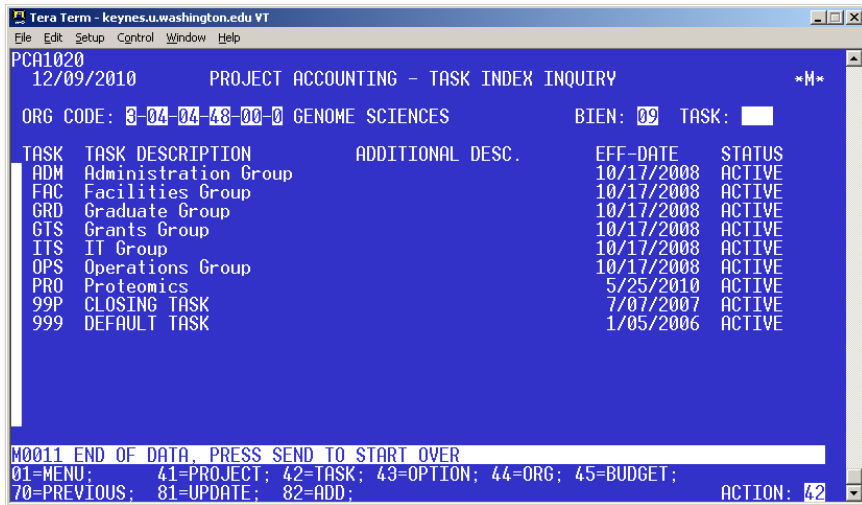 Tera Term - keynes.u.washington.edu VT
File Edit Setup Control Window Help
PCA1020
12/09/2010 PROJECT ACCOUNTING - TASK INDEX INQUIRY *M*
ORG CODE: 3-04-04-48-00-0 GENOME SCIENCES BIEN: 09 TASK:
TASK TASK DESCRIPTION ADDITIONAL DESC. EFF-DATE STATUS
ADM Administration Group 10/17/2008 ACTIVE
FAC Facilities Group 10/17/2008 ACTIVE
GRD Graduate Group 10/17/2008 ACTIVE
GTS Grants Group 10/17/2008 ACTIVE
ITS IT Group 10/17/2008 ACTIVE
OPS Operations Group 10/17/2008 ACTIVE
PRO Proteomics 5/25/2010 ACTIVE
99P CLOSING TASK 7/07/2007 ACTIVE
999 DEFAULT TASK 1/05/2006 ACTIVE
M0011 END OF DATA, PRESS SEND TO START OVER
01=MENU; 41=PROJECT; 42=TASK; 43=OPTION; 44=ORG; 45=BUDGET;
70=PREVIOUS; 81=UPDATE; 82=ADD; ACTION: 42